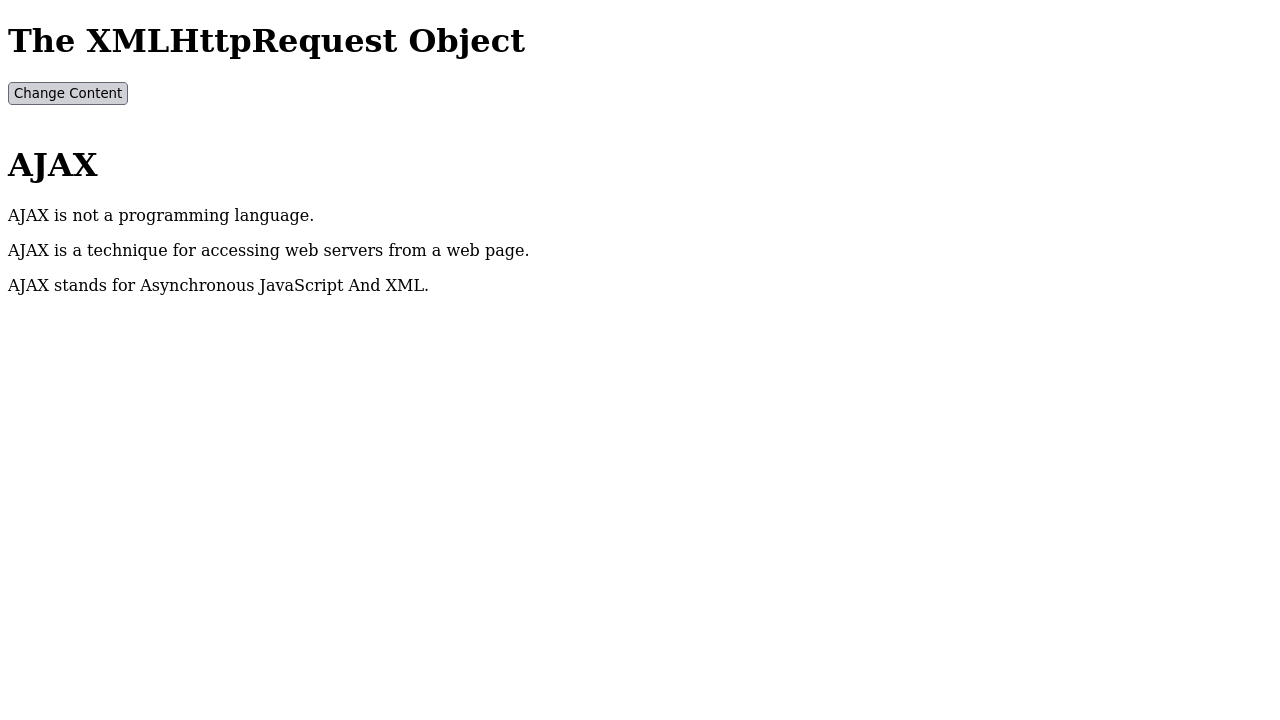 The XMLHttpRequest Object
Change Content
AJAX
AJAX is not a programming language.
AJAX is a technique for accessing web servers from a web page.
AJAX stands for Asynchronous JavaScript And XML.